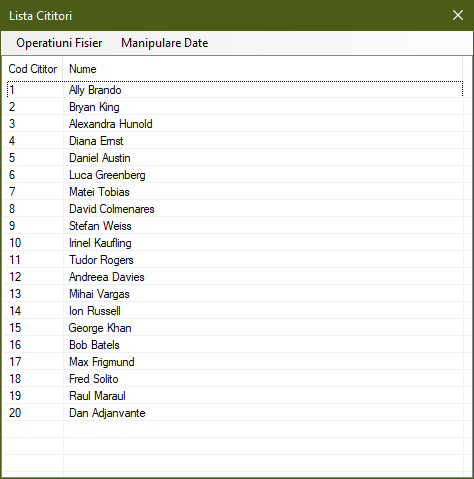 Lista Cititori
Operatiuni Fisier Manipulare Date
Cod Cititor Nume
1 Ally Brando
2 Bryan King
3 Alexandra Hunold
4 Diana Ernst
5 Daniel Austin
6 Luca Greenberg
7 Matei Tobias
8 David Colmenares
9 Stefan Weiss
10 Irinel Kaufling
11 Tudor Rogers
12 Andreea Davies
13 Mihai Vargas
14 Ion Russell
15 George Khan
16 Bob Batels
17 Max Frigmund
18 Fred Solito
19 Raul Maraul
20 Dan Adjanvante